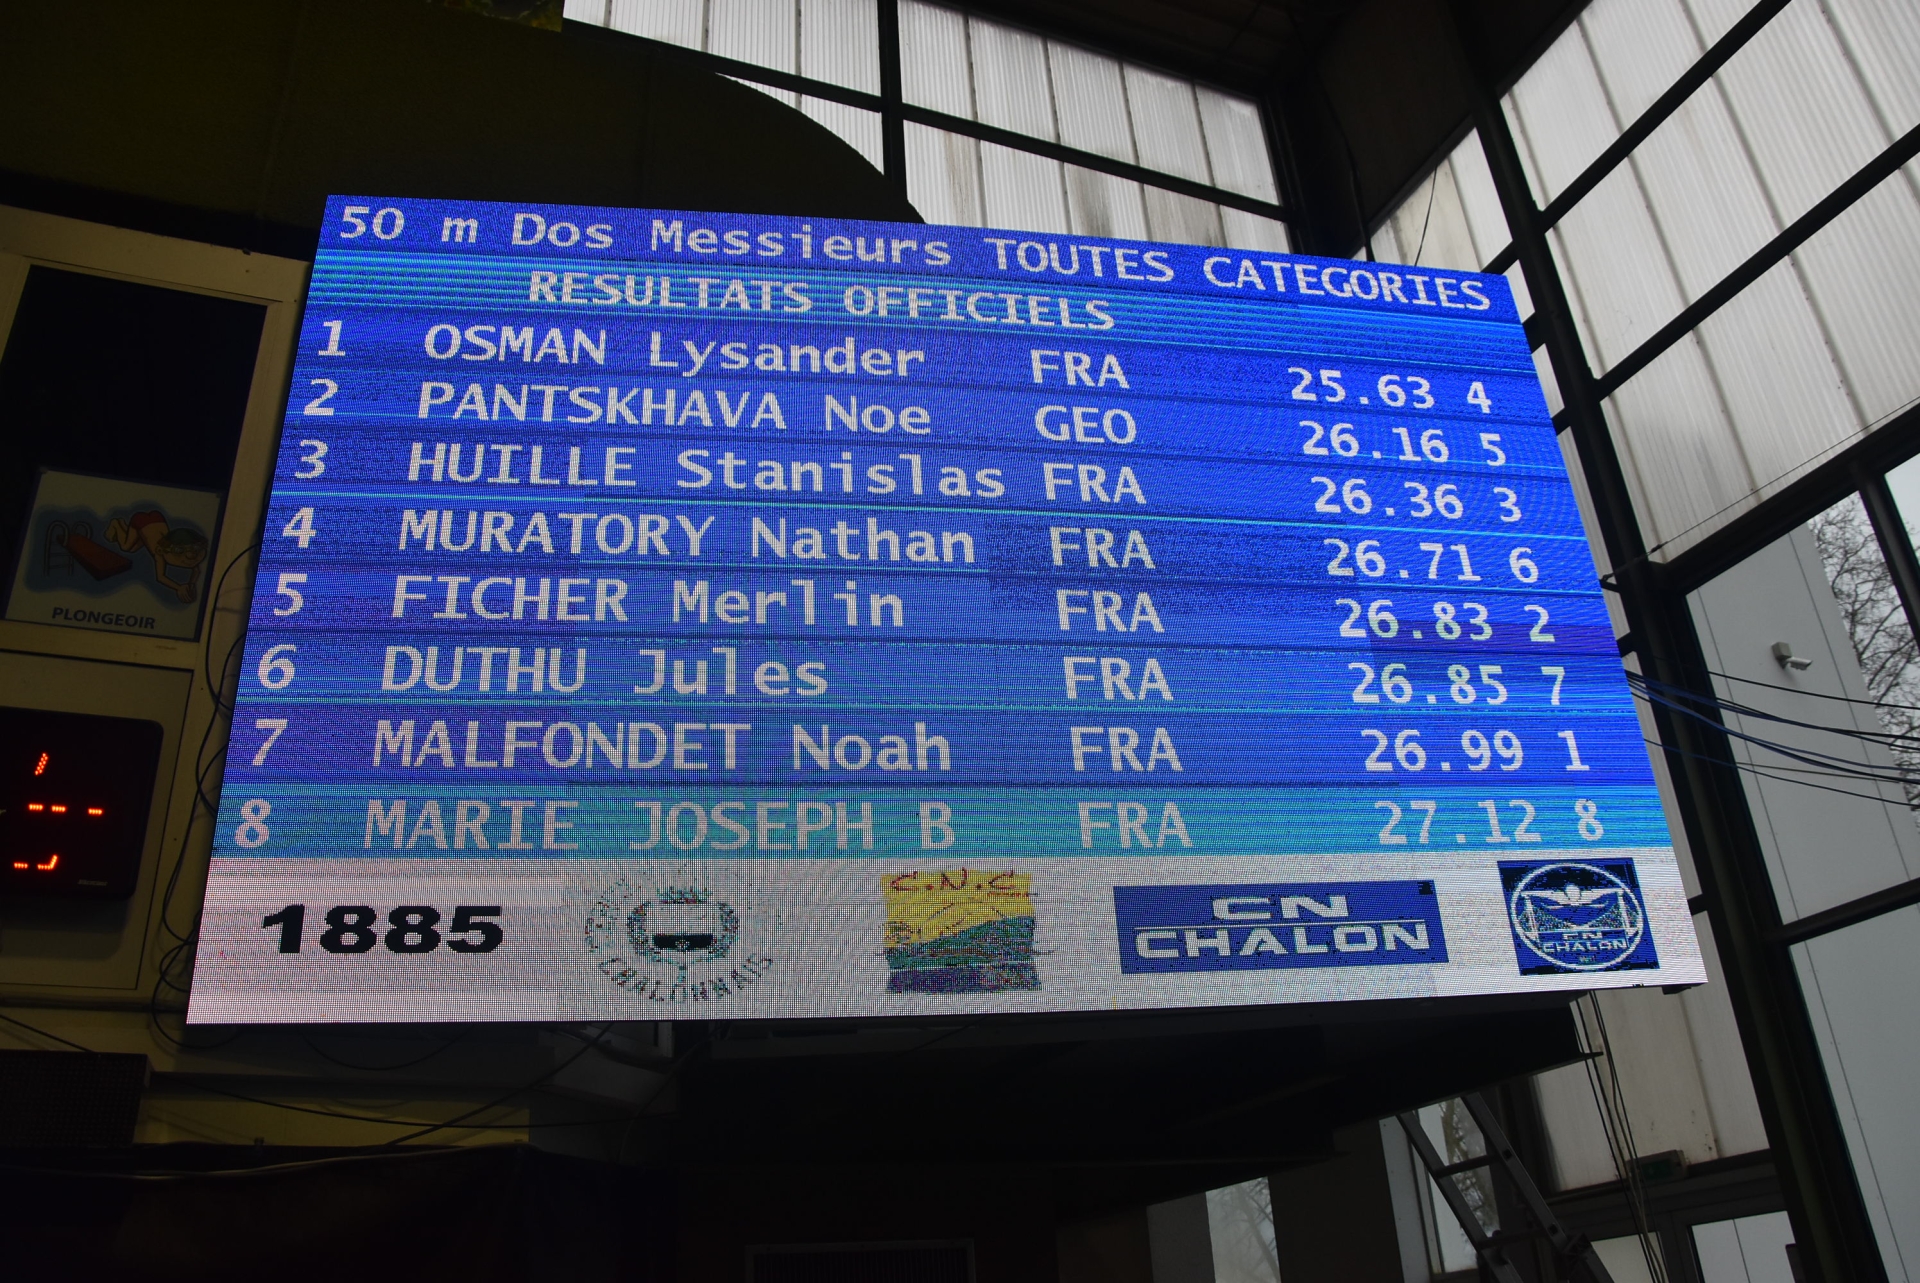 50 m Dos Messieurs TOUTES CATEGORIES
RESULTATS OFFICIELS
1 OSMAN Lysander FRA 25.63 4
2 PANTSKHAVA Noe GEO 26.16 5
3 HUILLE Stanislas FRA 26.36 3
4 MURATORY Nathan FRA 26.71 6
5 FICHER Merlin FRA 26.83 2
6 DUTHU Jules FRA 26.85 7
7 MALFONDET Noah FRA 26.99 1
8 MARIE JOSEPH B FRA 27.12 8
1885
CHALONNAIS
C.N.C.
CN
CHALON
CN
CHALON
PLONGEOIR